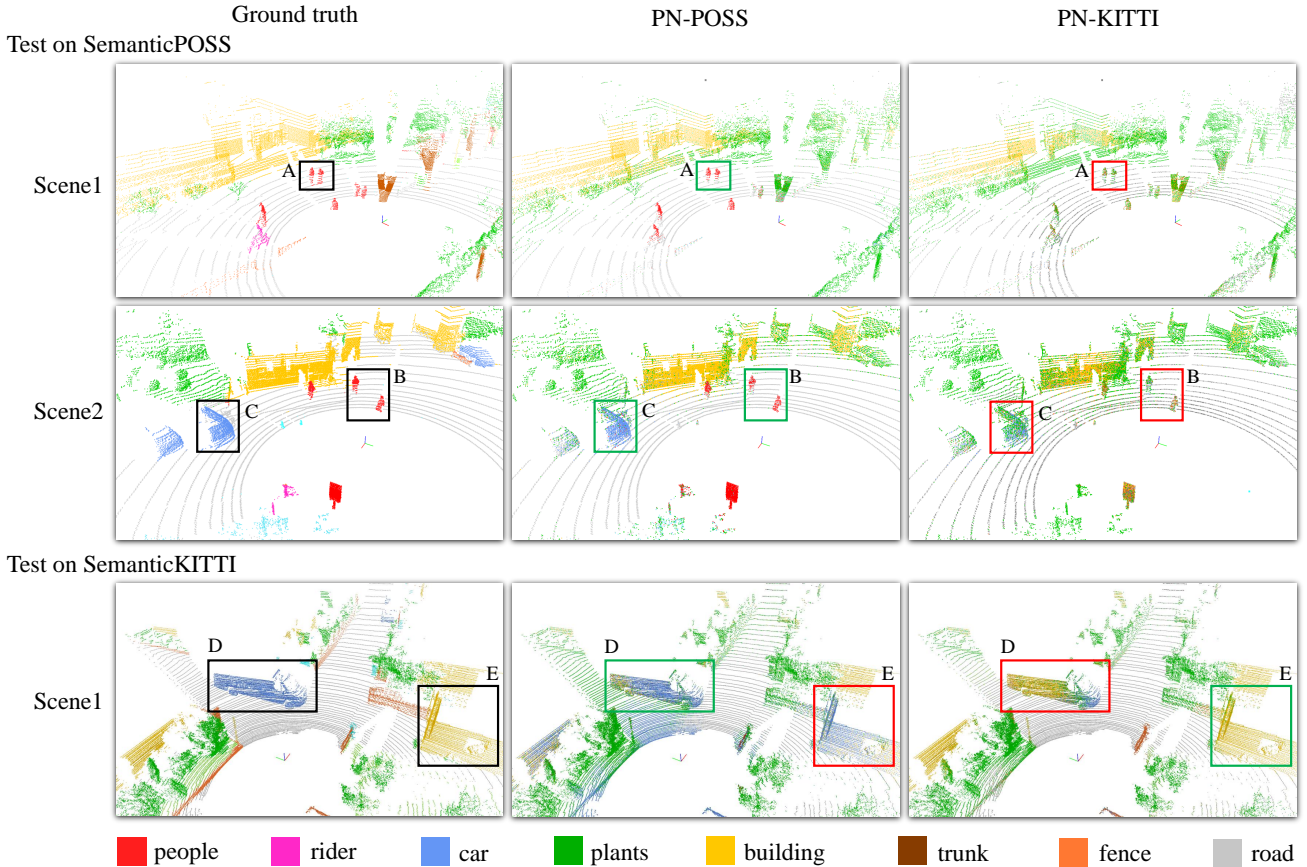 Ground truth PN-POSS PN-KITTI
Test on SemanticPOSS
Scene1 A A A
Scene2 B B B
C C C
Test on SemanticKITTI
D D D
E E E
Scene1
people rider car plants building trunk fence road